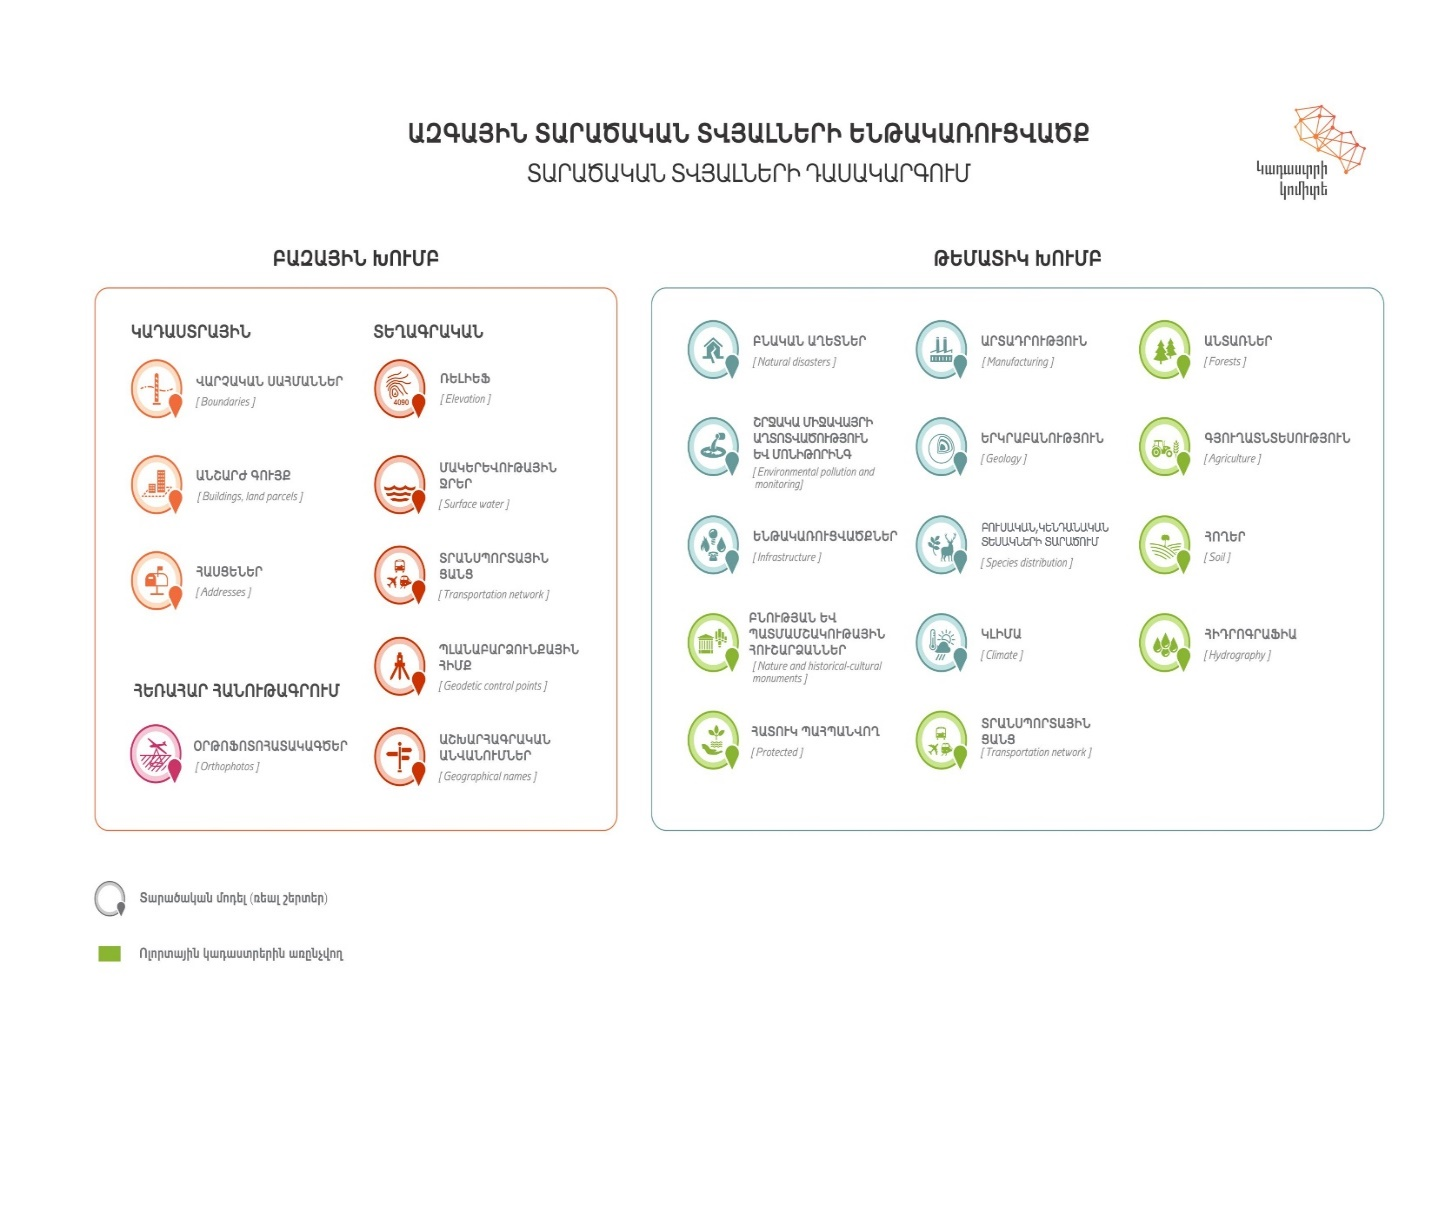 ԱԶԳԱՅԻՆ ՏԱՐԱԾԱԿԱՆ ՏՎՅԱԼՆԵՐԻ ԵՆԹԱԿԱՌՈՒՑՎԱԾՔ
ՏԱՐԱԾԱԿԱՆ ՏՎՅԱԼՆԵՐԻ ԴԱՍԱԿԱՐԳՈՒՄ
կադաստրի
կոմիտե
ԲԱԶԱՅԻՆ ԽՈՒՄԲ
ԿԱԴԱՍՏՐԱՅԻՆ
ՎԱՐՉԱԿԱՆ ՍԱՀՄԱՆՆԵՐ
[ Boundaries ]
ԱՆՇԱՐԺ ԳՈՒՅՔ
[ Buildings, land parcels ]
ՀԱՍՑԵՆԵՐ
[ Addresses ]
ՀԵՌԱՀԱՐ ՀԱՆՈՒԹԱԳՐՈՒՄ
ՕՐԹՈՖՈՏՈՀԱՏԱԿԱԳԾԵՐ
[ Orthophotos ]
ՏԵՂԱԳՐԱԿԱՆ
4090
ՌԵԼԻԵՖ
[ Elevation ]
ՄԱԿԵՐԵՎՈՒԹԱՅԻՆ
ՋՐԵՐ
[ Surface water ]
ՏՐԱՆՍՊՈՐՏԱՅԻՆ
ՑԱՆՑ
[ Transportation network ]
ՊԼԱՆԱԲԱՐՁՈՒՆՔԱՅԻՆ
ՀԻՄՔ
[ Geodetic control points ]
ԱՇԽԱՐՀԱԳՐԱԿԱՆ
ԱՆՎԱՆՈՒՄՆԵՐ
[ Geographical names ]
ԹԵՄԱՏԻԿ ԽՈՒՄԲ
ԲՆԱԿԱՆ ԱՂԵՏՆԵՐ
[ Natural disasters ]
ՇՐՋԱԿԱ ՄԻՋԱՎԱՅՐԻ
ԱՂՏՈՏՎԱԾՈՒԹՅՈՒՆ
ԵՎ ՄՈՆԻԹՈՐԻՆԳ
[ Environmental pollution and
monitoring]
ԵՆԹԱԿԱՌՈՒՑՎԱԾՔՆԵՐ
[ Infrastructure ]
ԲՆՈՒԹՅԱՆ ԵՎ
ՊԱՏՄԱՄՇԱԿՈՒԹԱՅԻՆ
ՀՈՒՇԱՐՁԱՆՆԵՐ
[ Nature and historical-cultural
monuments ]
ՀԱՏՈՒԿ ՊԱՀՊԱՆՎՈՂ
[ Protected ]
ԱՐՏԱԴՐՈՒԹՅՈՒՆ
[ Manufacturing ]
ԵՐԿՐԱԲԱՆՈՒԹՅՈՒՆ
[ Geology ]
ԲՈՒՍԱԿԱՆ,ԿԵՆԴԱՆԱԿԱՆ
ՏԵՍԱԿՆԵՐԻ ՏԱՐԱԾՈՒՄ
[ Species distribution ]
ԿԼԻՄԱ
[ Climate ]
ՏՐԱՆՍՊՈՐՏԱՅԻՆ
ՑԱՆՑ
[ Transportation network ]
ԱՆՏԱՌՆԵՐ
[ Forests ]
ԳՅՈՒՂԱՏՆՏԵՍՈՒԹՅՈՒՆ
[ Agriculture ]
ՀՈՂԵՐ
[ Soil ]
ՀԻԴՐՈԳՐԱՖԻԱ
[ Hydrography ]
Տարածական մոդել (ռեալ շերտեր)
Ոլորտային կադաստրերին առընչվող